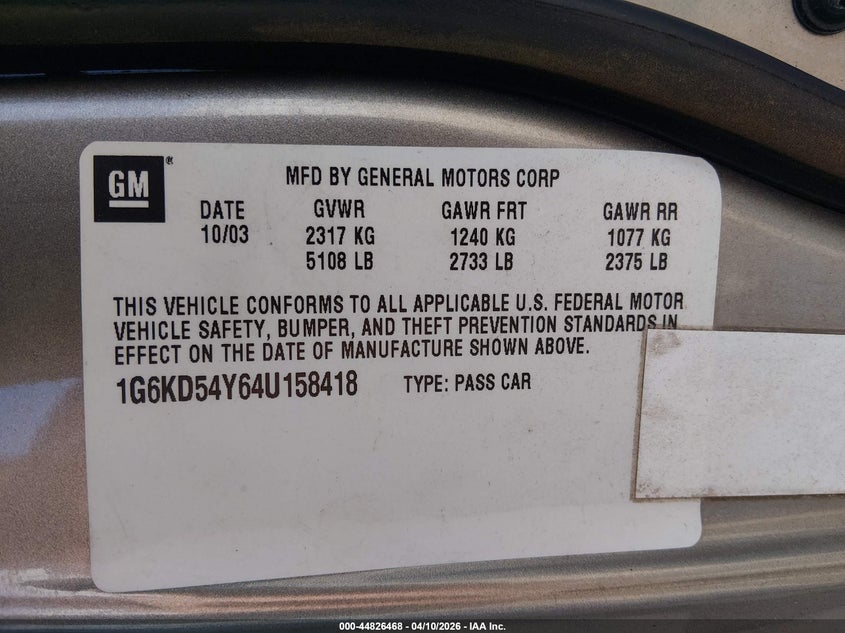 GM®
MFD BY GENERAL MOTORS CORP
DATE GVWR GAWR FRT GAWR RR
10/03 2317 KG 1240 KG 1077 KG
5108 LB 2733 LB 2375 LB
THIS VEHICLE CONFORMS TO ALL APPLICABLE U.S. FEDERAL MOTOR
VEHICLE SAFETY, BUMPER, AND THEFT PREVENTION STANDARDS IN
EFFECT ON THE DATE OF MANUFACTURE SHOWN ABOVE.
1G6KD54Y64U158418 TYPE: PASS CAR
000-44826468 - 04/10/2026 - IAA Inc.